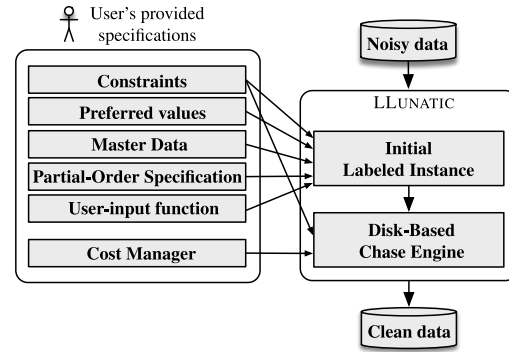 User's provided
specifications
Constraints
Preferred values
Master Data
Partial-Order Specification
User-input function
Cost Manager
Noisy data
LLUNATIC
Initial
Labeled Instance
Disk-Based
Chase Engine
Clean data